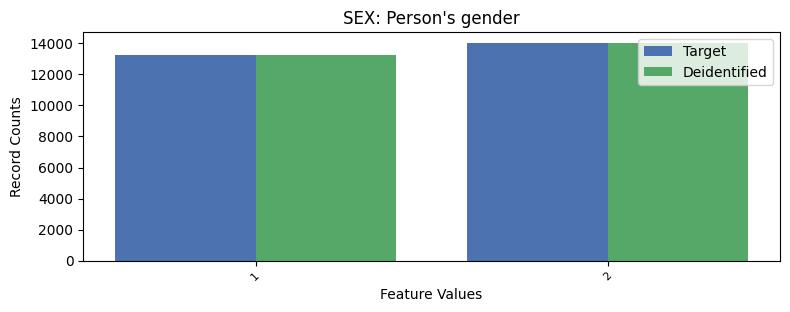 SEX: Person's gender
Target
Deidentified
Record Counts
14000
12000
10000
8000
6000
4000
2000
0
1
2
Feature Values